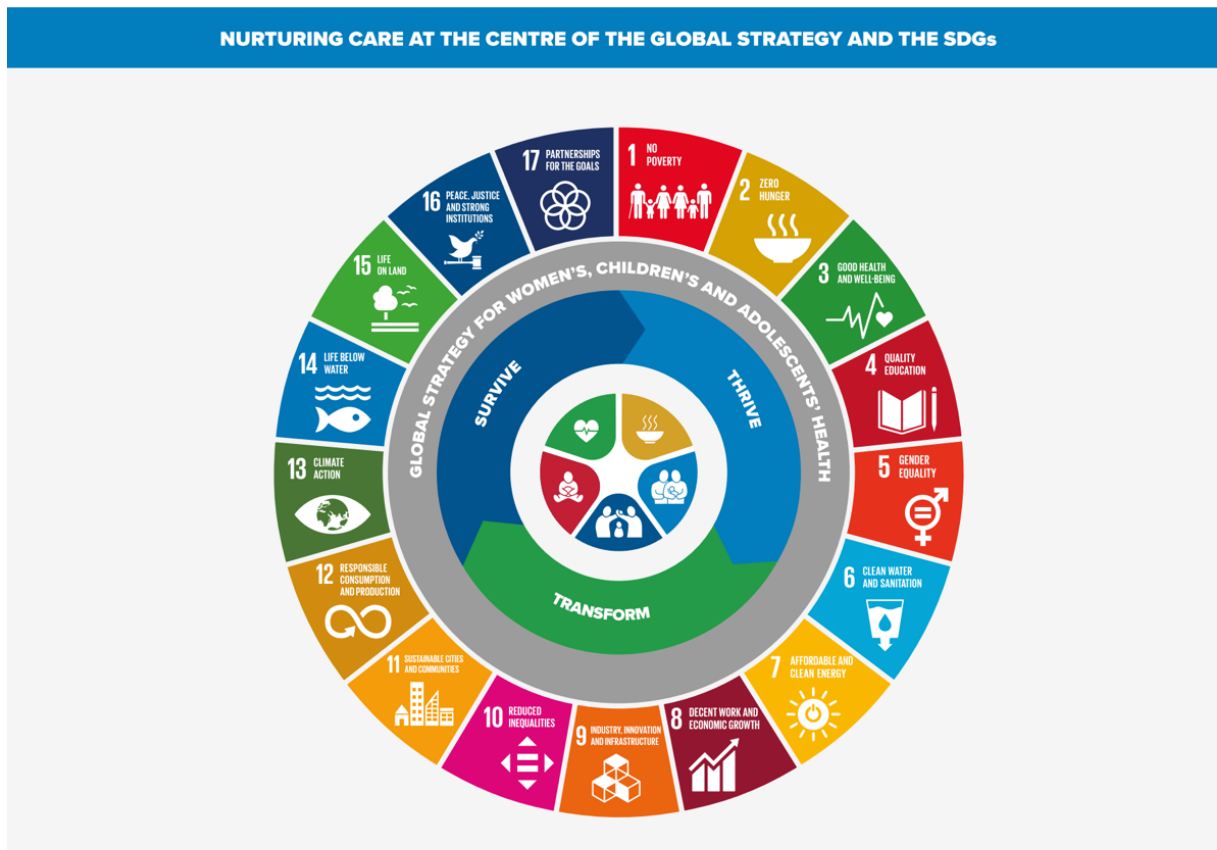 NURTURING CARE AT THE CENTRE OF THE GLOBAL STRATEGY AND THE SDGs
1 NO
POVERTY
2 ZERO
HUNGER
3 GOOD HEALTH
AND WELL-BEING
4 QUALITY
EDUCATION
5 GENDER
EQUALITY
6 CLEAN WATER
AND SANITATION
7 AFFORDABLE AND
CLEAN ENERGY
8 DECENT WORK AND
ECONOMIC GROWTH
9 INDUSTRY, INNOVATION
AND INFRASTRUCTURE
10 REDUCED
INEQUALITIES
11 SUSTAINABLE CITIES
AND COMMUNITIES
12 RESPONSIBLE
CONSUMPTION
AND PRODUCTION
13 CLIMATE
ACTION
14 LIFE BELOW
WATER
15 LIFE
ON LAND
16 PEACE, JUSTICE
AND STRONG
INSTITUTIONS
17 PARTNERSHIPS
FOR THE GOALS
GLOBAL STRATEGY FOR WOMEN'S, CHILDREN'S AND ADOLESCENTS' HEALTH
SURVIVE
THRIVE
TRANSFORM